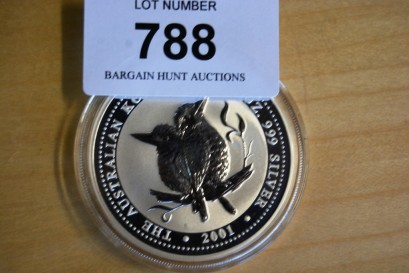 LOT NUMBER
788
BARGAIN HUNT AUCTIONS
THE AUSTRALIAN
999 SILVER
2001